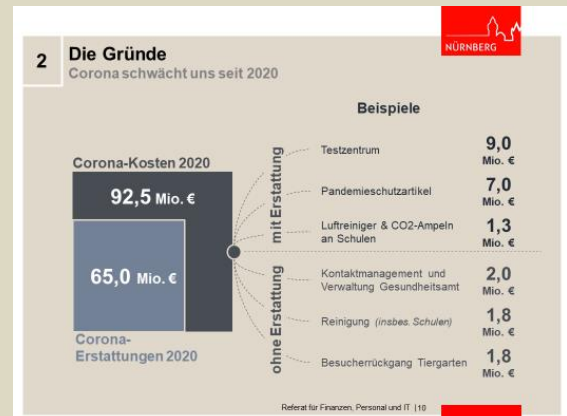 NÜRNBERG
2
Die Gründe
Corona schwächt uns seit 2020
Beispiele
Corona-Kosten 2020
92,5 Mio. €
65,0 Mio. €
Corona-
Erstattungen 2020
mit Erstattung
Testzentrum
9,0
Mio. €
Pandemieschutzartikel
7,0
Mio. €
Luftreiniger & CO2-Ampeln
an Schulen
1,3
Mio. €
ohne Erstattung
Kontaktmanagement und
Verwaltung Gesundheitsamt
2,0
Mio. €
Reinigung (insbes. Schulen)
1,8
Mio. €
Besucherrückgang Tiergarten
1,8
Mio. €
Referat für Finanzen, Personal und IT |16